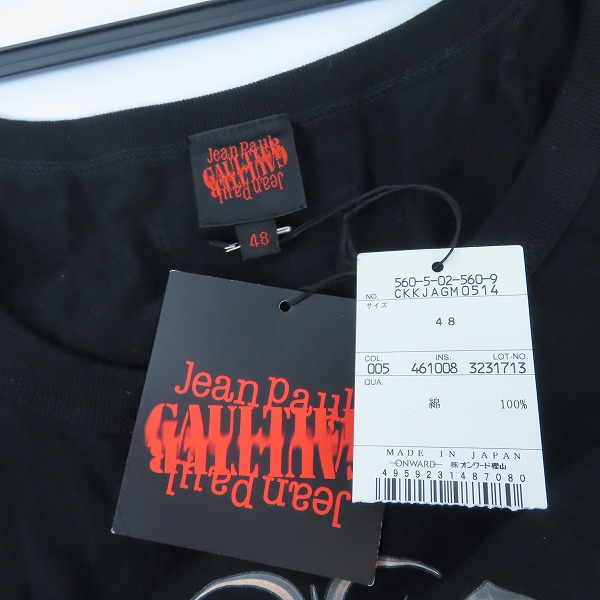 Jean Paul
GAULTIER
GAULTIER
Jean Paul
48
Jean Paul
GAULTIER
GAULTIER
Jean Paul
560-5-02-560-9
NO. CKKJAGM0514
サイズ
48
COL. INS. LOT-NO.
005 461008 3231713
QUA.
綿 100%
MADE IN JAPAN
ONWARD ㈱オンワード樫山
4959231487080